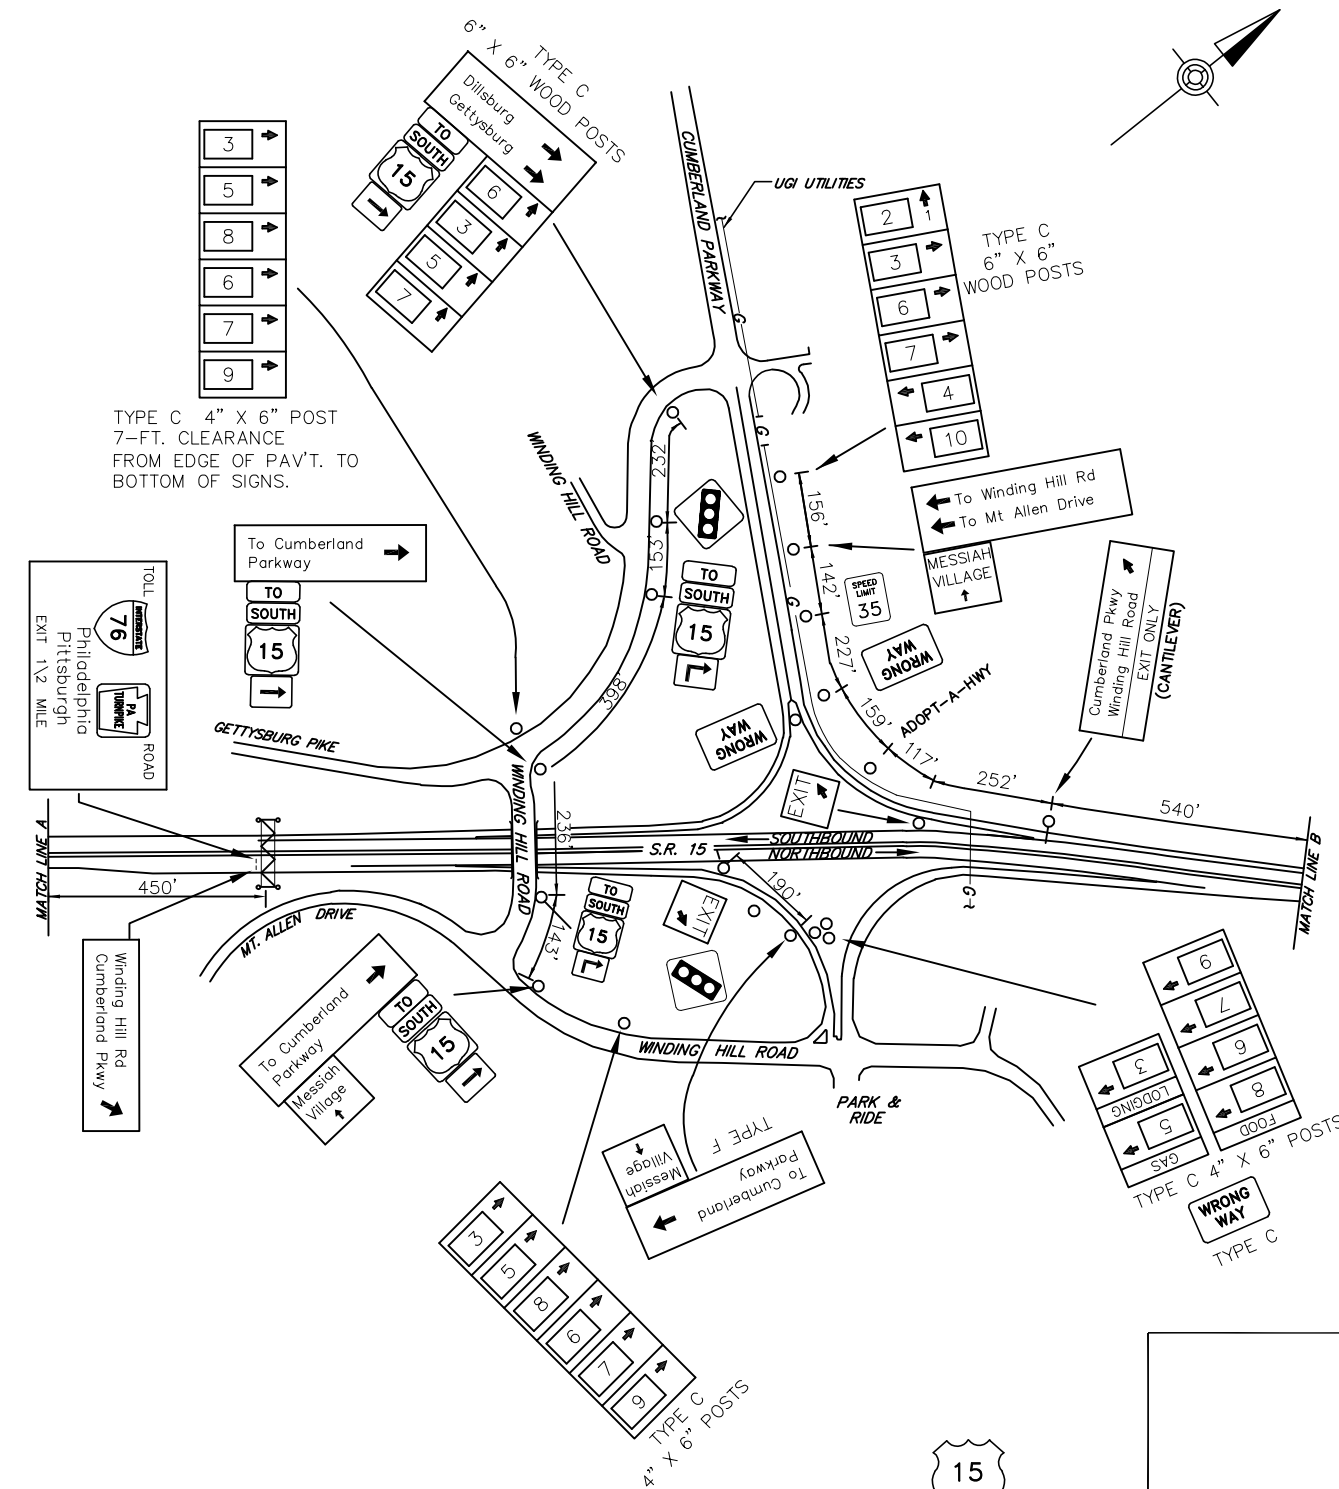 6" X 6" WOOD POSTS
TYPE C
Dillsburg
Gettysburg
TO
SOUTH
15
6
3
5
7
3
5
8
6
7
9
TYPE C 4" X 6" POST
7-FT. CLEARANCE
FROM EDGE OF PAV'T. TO
BOTTOM OF SIGNS.
CUMBERLAND PARKWAY
UGI UTILITIES
G
G
G
G
2
1
3
6
7
4
10
TYPE C
6" X 6"
WOOD POSTS
WINDING HILL ROAD
232'
153'
398'
TO
SOUTH
15
156'
142'
227'
159'
117'
252'
540'
To Winding Hill Rd
To Mt Allen Drive
MESSIAH
VILLAGE
SPEED
LIMIT
35
WRONG
WAY
ADOPT-A-HWY
WRONG
WAY
Cumberland Pkwy
Winding Hill Road
EXIT ONLY
(CANTILEVER)
To Cumberland
Parkway
TO
SOUTH
15
TOLL
INTERSTATE
76
PA
TURNPIKE
ROAD
Philadelphia
Pittsburgh
EXIT 1\2 MILE
GETTYSBURG PIKE
WINDING HILL ROAD
236'
EXIT
SOUTHBOUND
S.R. 15
NORTHBOUND
MATCH LINE A
MATCH LINE B
450'
190'
MT. ALLEN DRIVE
143'
TO
SOUTH
15
EXIT
Winding Hill Rd
Cumberland Pkwy
To Cumberland
Parkway
Messiah
Village
TO
SOUTH
15
WINDING HILL ROAD
PARK &
RIDE
9
7
6
8
FOOD
3
LODGING
5
GAS
TYPE C 4" X 6" POSTS
WRONG
WAY
TYPE C
TYPE F
To Cumberland
Parkway
Messiah
Village
3
5
8
6
7
9
TYPE C
4" X 6" POSTS
15